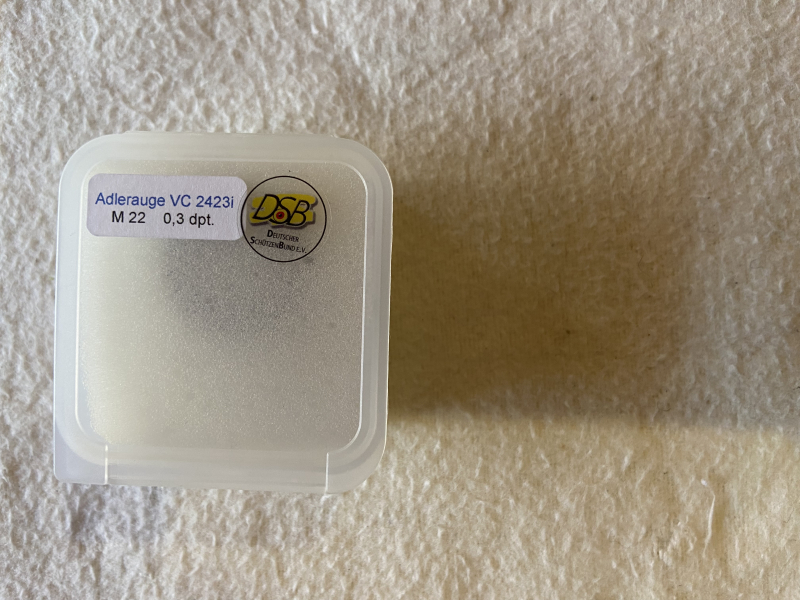 Adlerauge VC 2423i
M 22 0,3 dpt.
DSB
DEUTSCHER
SCHÜTZENBUND E.V.